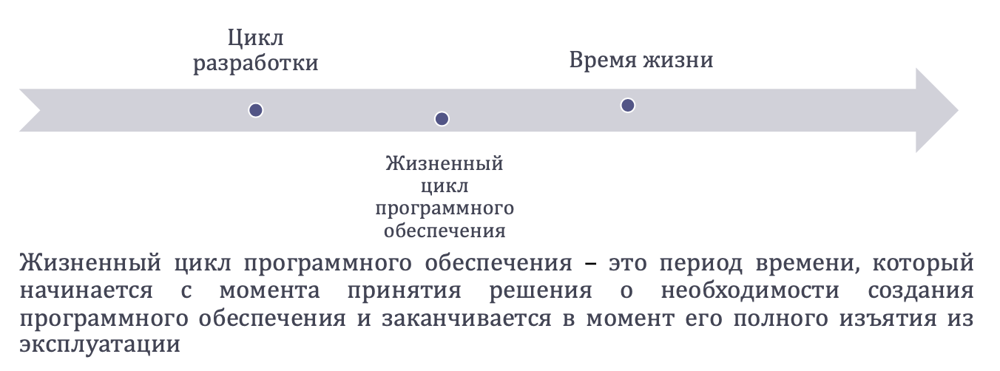 Цикл
разработки
Время жизни
Жизненный
цикл
программного
обеспечения
Жизненный цикл программного обеспечения – это период времени, который
начинается с момента принятия решения о необходимости создания
программного обеспечения и заканчивается в момент его полного изъятия из
эксплуатации